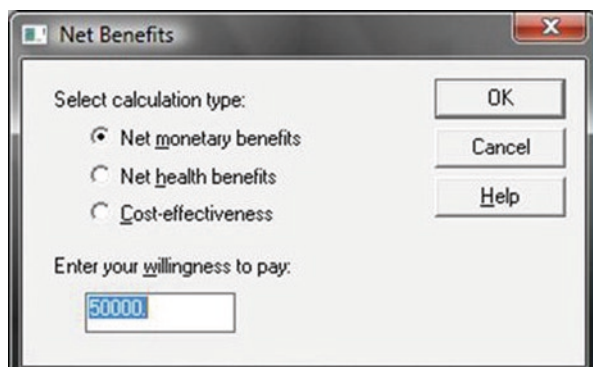 Net Benefits
Select calculation type:
Net monetary benefits
Net health benefits
Cost-effectiveness
Enter your willingness to pay:
50000.
OK
Cancel
Help